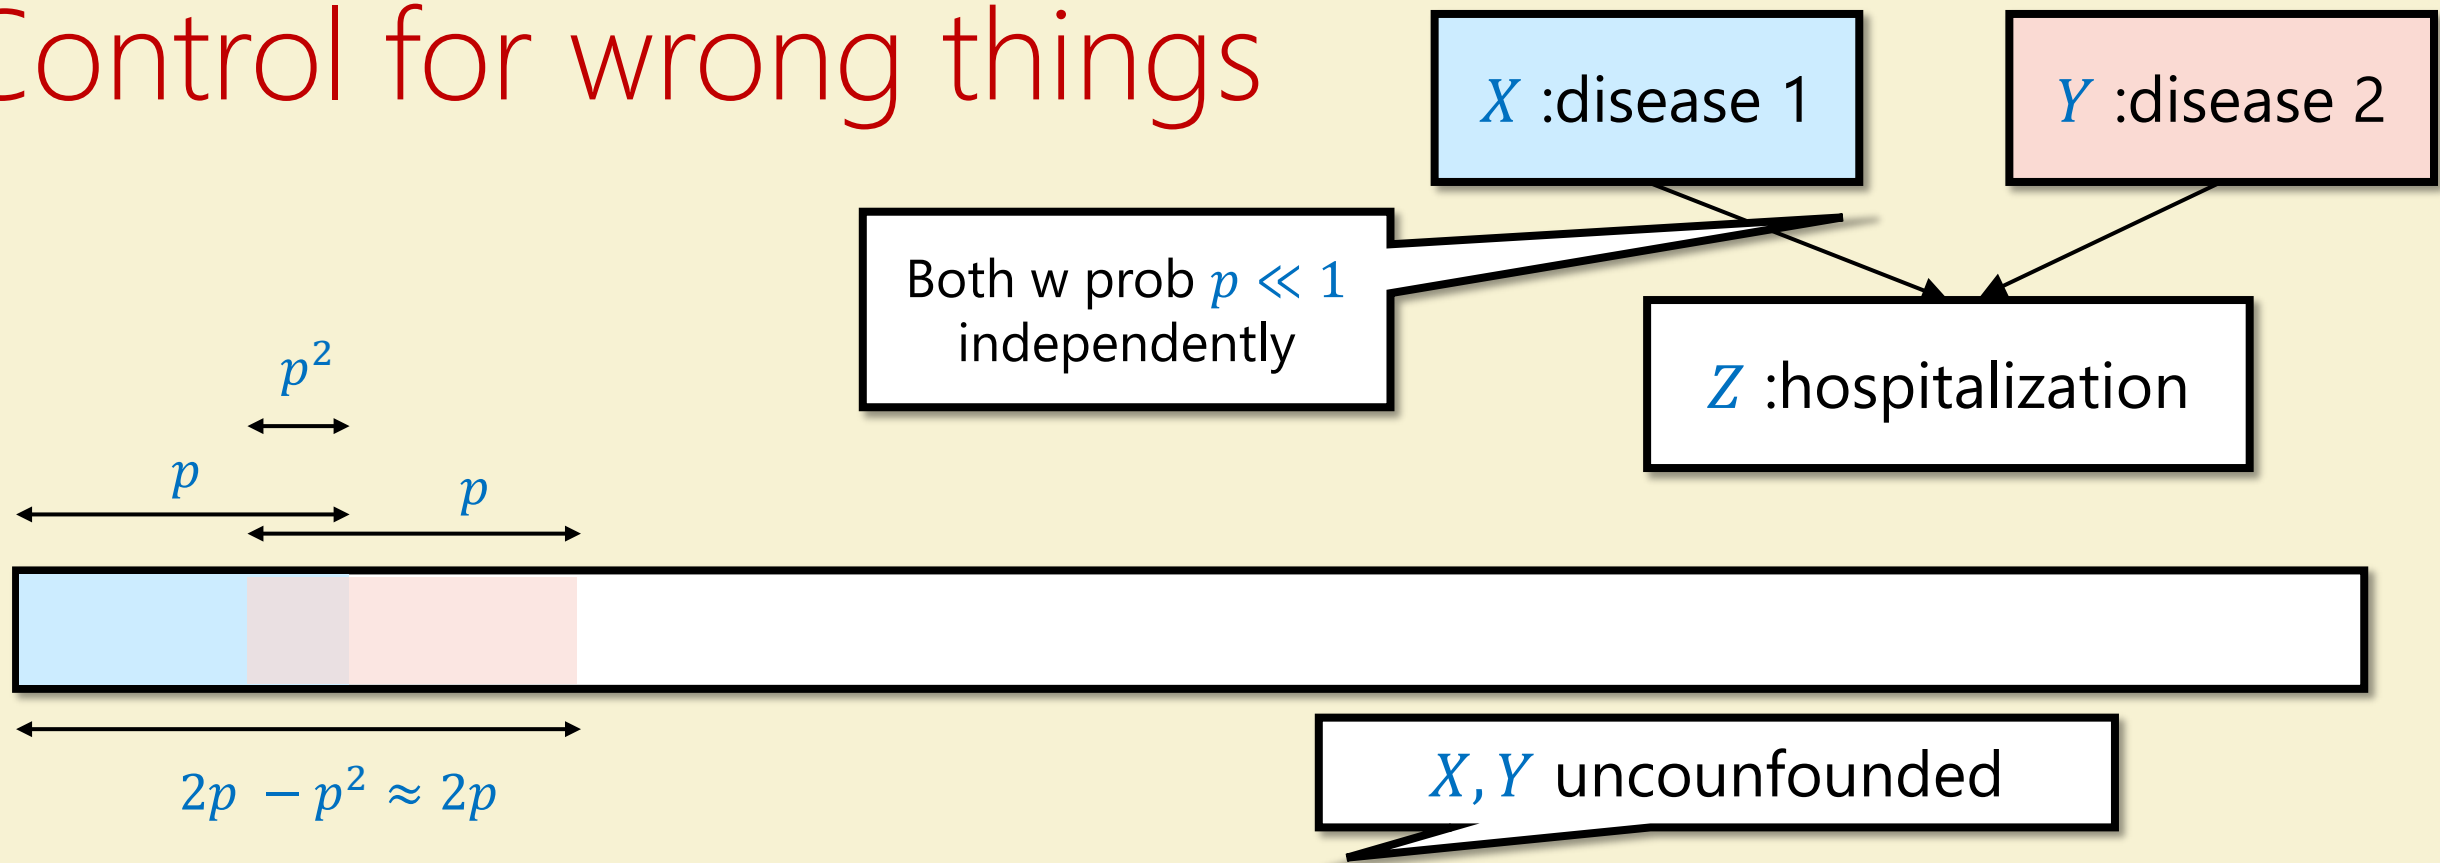 Control for wrong things
X :disease 1
Y :disease 2
Both w prob p ≪ 1
independently
Z :hospitalization
p²
p
p
2p − p² ≈ 2p
X, Y uncounfounded